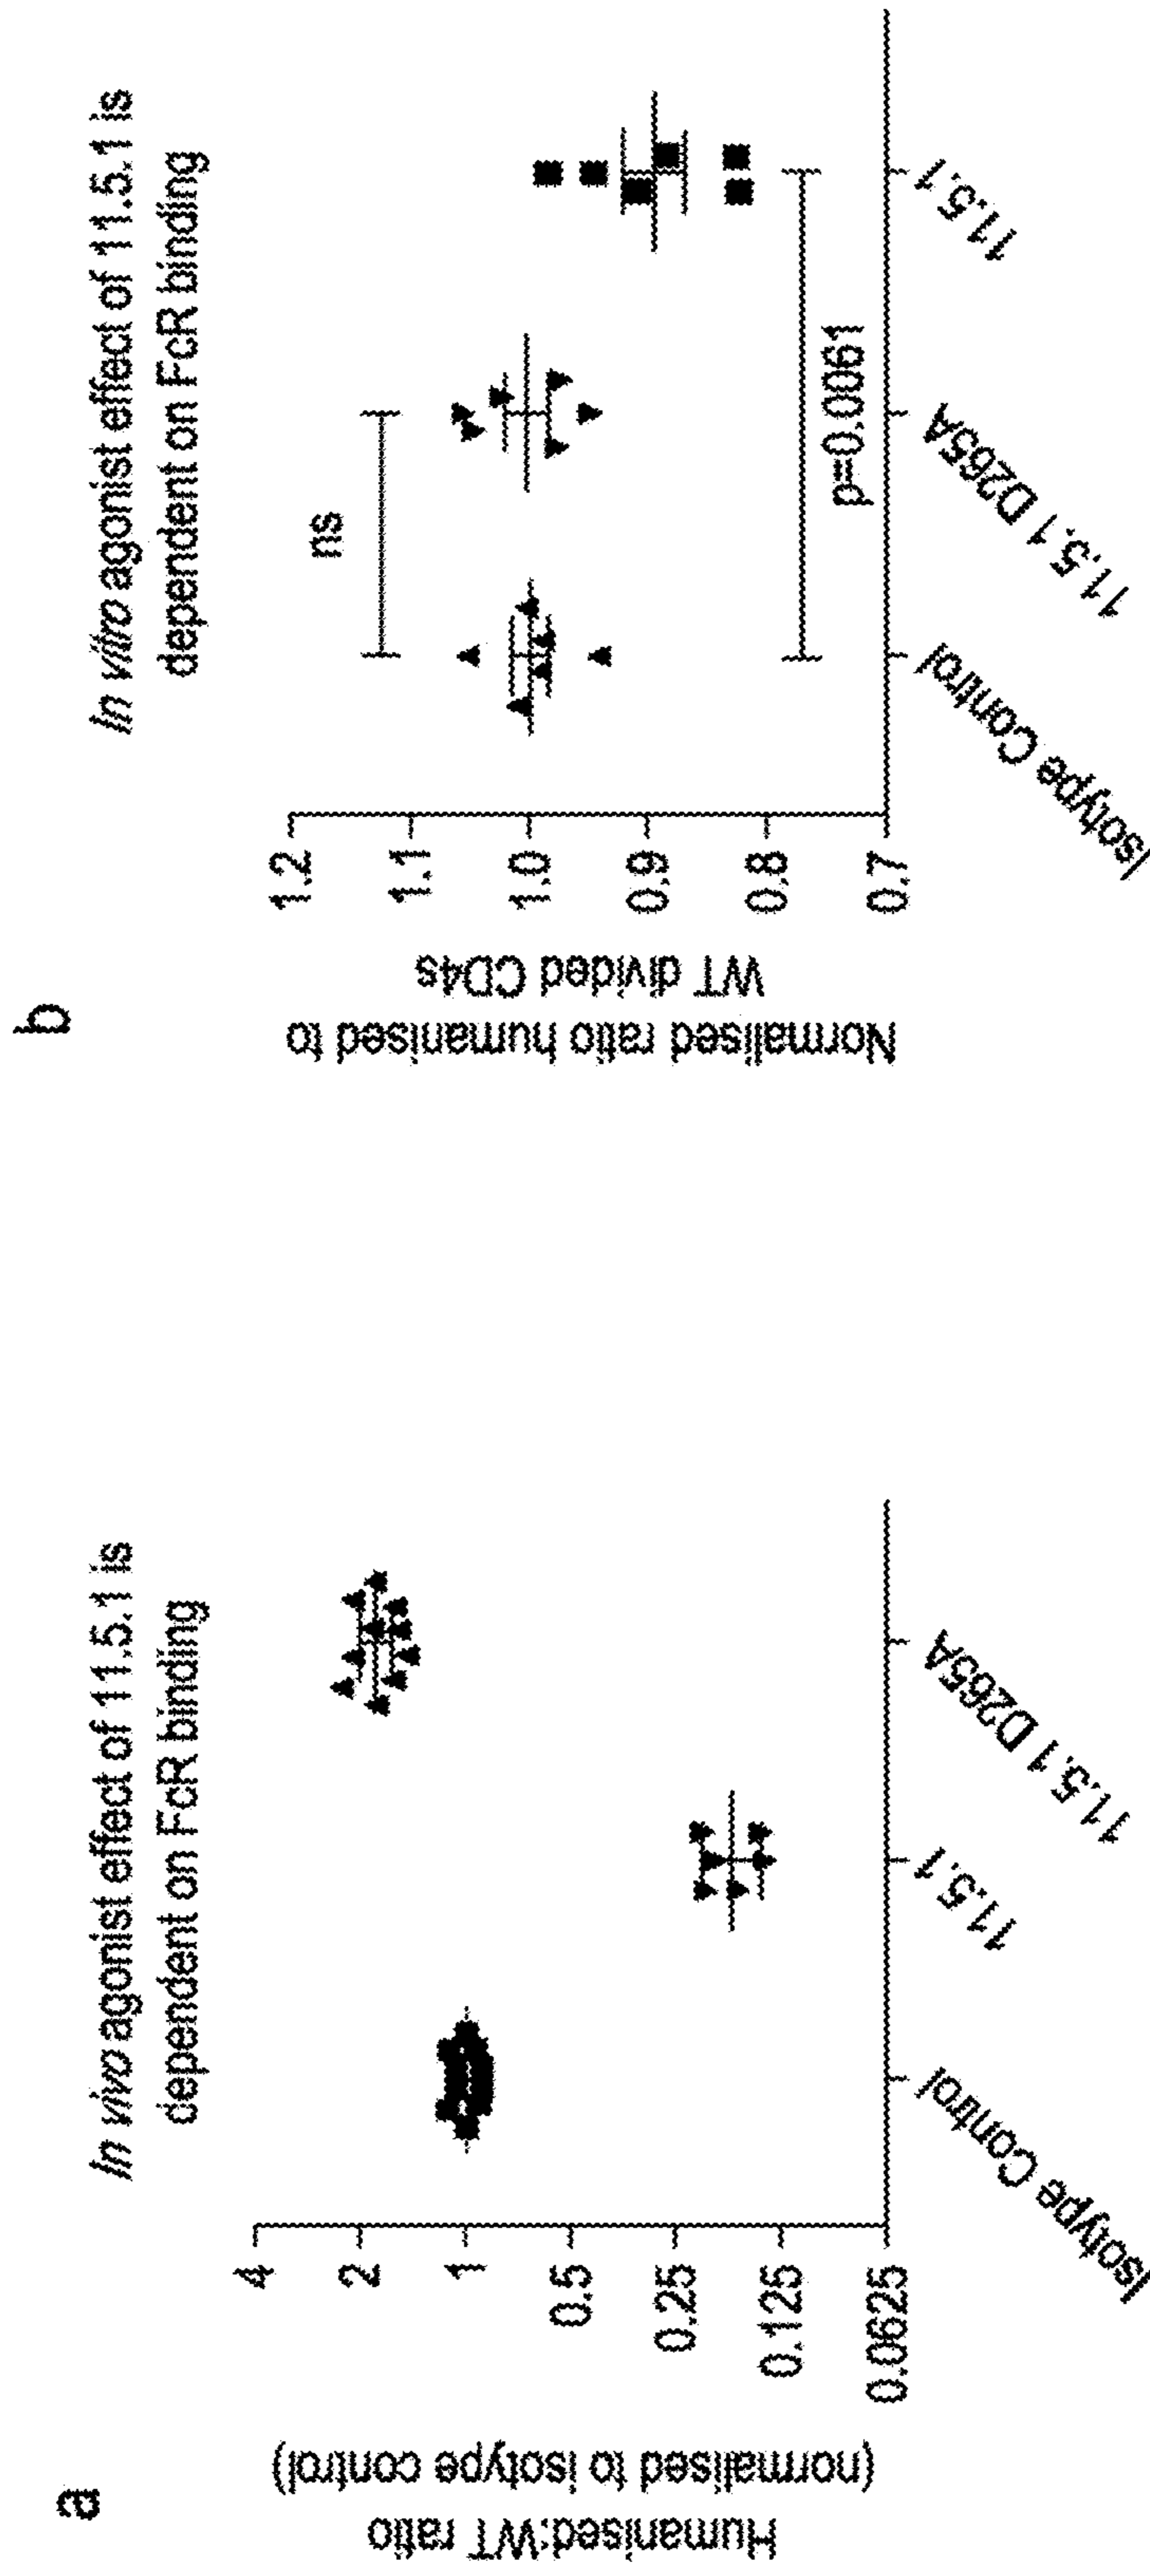 a
In vivo agonist effect of 11.5.1 is
dependent on FcR binding
Humanised:WT ratio
(normalised to isotype control)
4
2
1
0.5
0.25
0.125
0.0625
Isotype Control
11.5.1
11.5.1 D265A
b
In vitro agonist effect of 11.5.1 is
dependent on FcR binding
Normalised ratio humanised to
WT divided CD4s
1.2
1.1
1.0
0.9
0.8
0.7
ns
p=0.0061
Isotype Control
11.5.1 D265A
11.5.1